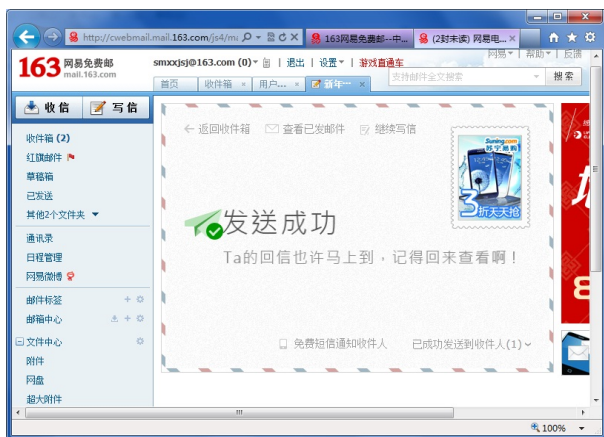 http://cwebmail.mail.163.com/js4/m
163网易免费邮--中...
(2封未读) 网易电...
163 网易免费邮
mail.163.com
smxxjsj@163.com (0) | 退出 | 设置 | 游戏直通车
网易 | 帮助 | 反馈
首页 收件箱 × 用户... × 新年... ×
支持邮件全文搜索
搜索
收信 写信
收件箱 (2)
红旗邮件
草稿箱
已发送
其他2个文件夹
通讯录
日程管理
网易微博
邮件标签
邮箱中心
文件中心
附件
网盘
超大附件
返回收件箱 查看已发邮件 继续写信
Suning.com
苏宁易购
3折天天抢
发送成功
Ta的回信也许马上到，记得回来查看啊！
免费短信通知收件人 已成功发送到收件人(1)
100%